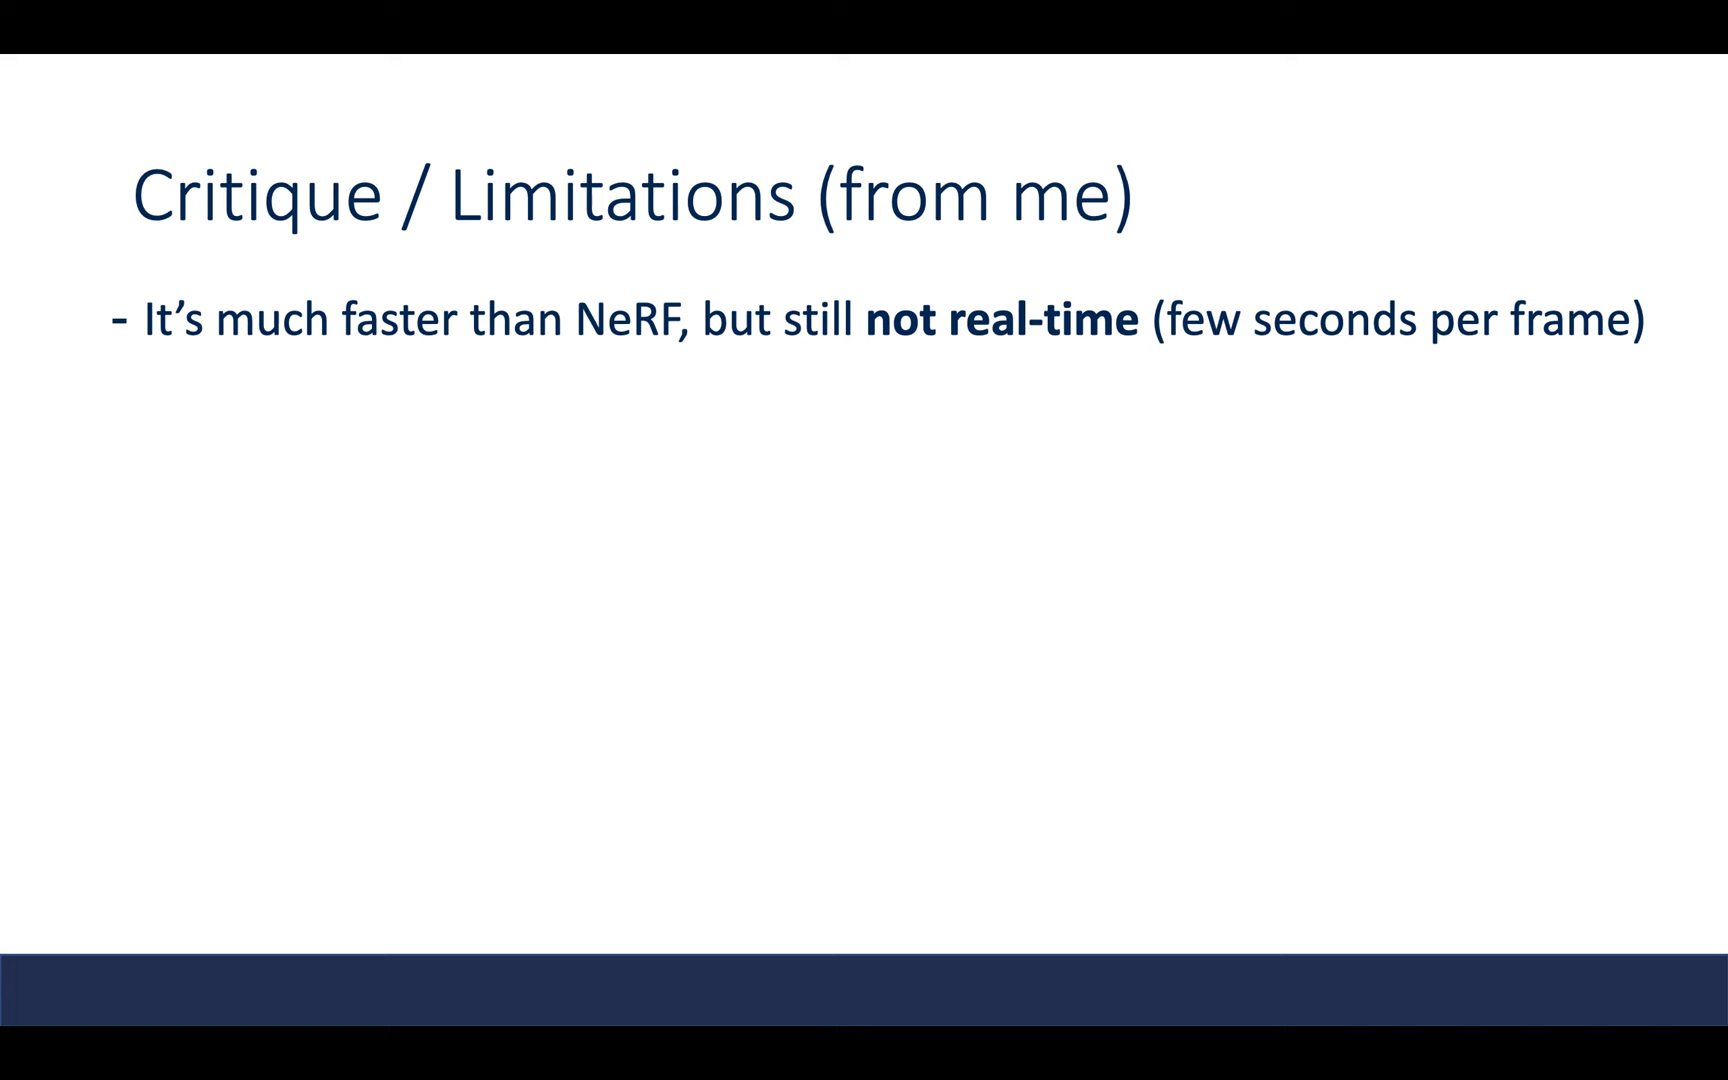 Critique / Limitations (from me)
- It’s much faster than NeRF, but still not real-time (few seconds per frame)